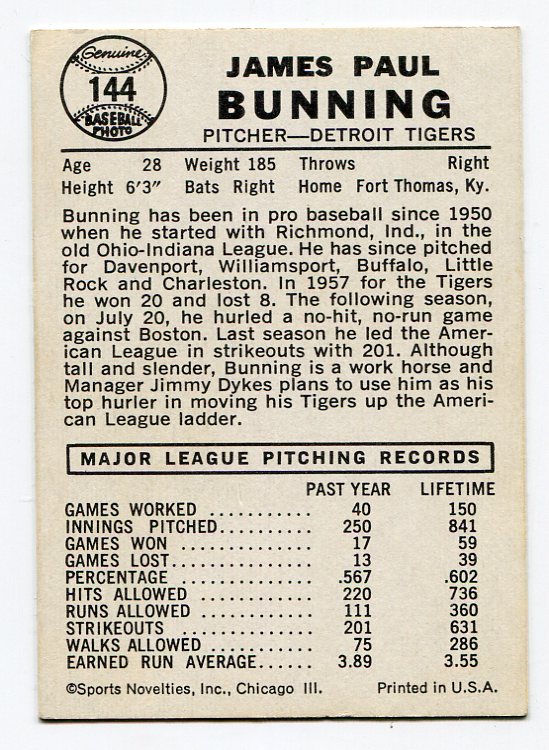 Genuine
144
BASEBALL
PHOTO
JAMES PAUL
BUNNING
PITCHER—DETROIT TIGERS
Age 28 Weight 185 Throws Right
Height 6'3" Bats Right Home Fort Thomas, Ky.
Bunning has been in pro baseball since 1950
when he started with Richmond, Ind., in the
old Ohio-Indiana League. He has since pitched
for Davenport, Williamsport, Buffalo, Little
Rock and Charleston. In 1957 for the Tigers
he won 20 and lost 8. The following season,
on July 20, he hurled a no-hit, no-run game
against Boston. Last season he led the Amer-
ican League in strikeouts with 201. Although
tall and slender, Bunning is a work horse and
Manager Jimmy Dykes plans to use him as his
top hurler in moving his Tigers up the Ameri-
can League ladder.
MAJOR LEAGUE PITCHING RECORDS
PAST YEAR LIFETIME
GAMES WORKED ........... 40 150
INNINGS PITCHED.......... 250 841
GAMES WON ............. 17 59
GAMES LOST.............. 13 39
PERCENTAGE ............. .567 .602
HITS ALLOWED ........... 220 736
RUNS ALLOWED .......... 111 360
STRIKEOUTS ............. 201 631
WALKS ALLOWED ......... 75 286
EARNED RUN AVERAGE...... 3.89 3.55
©Sports Novelties, Inc., Chicago Ill. Printed in U.S.A.